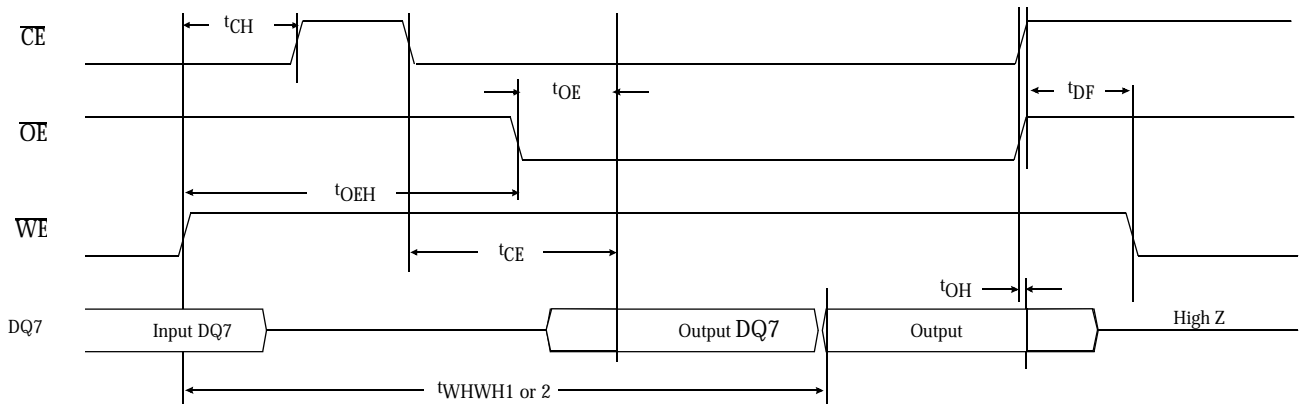 CE
tCH
tOE
tDF
OE
tOEH
WE
tCE
tOH
DQ7
Input DQ7
Output DQ7
Output
High Z
tWHWH1 or 2